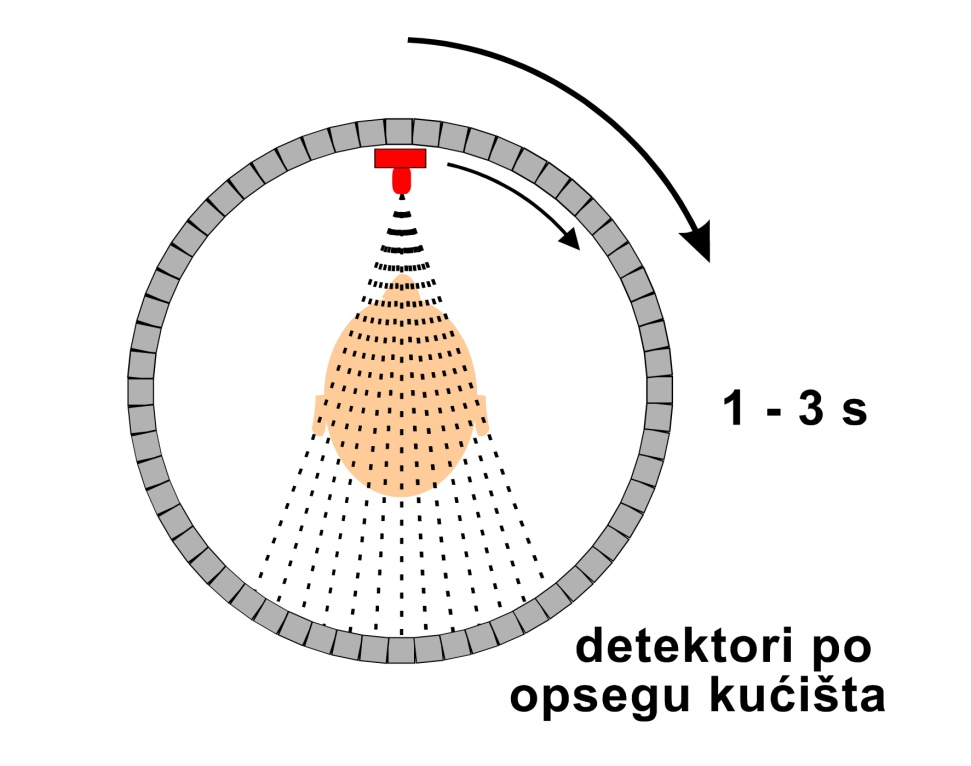 1 - 3 s
detektori po
opsegu kućišta